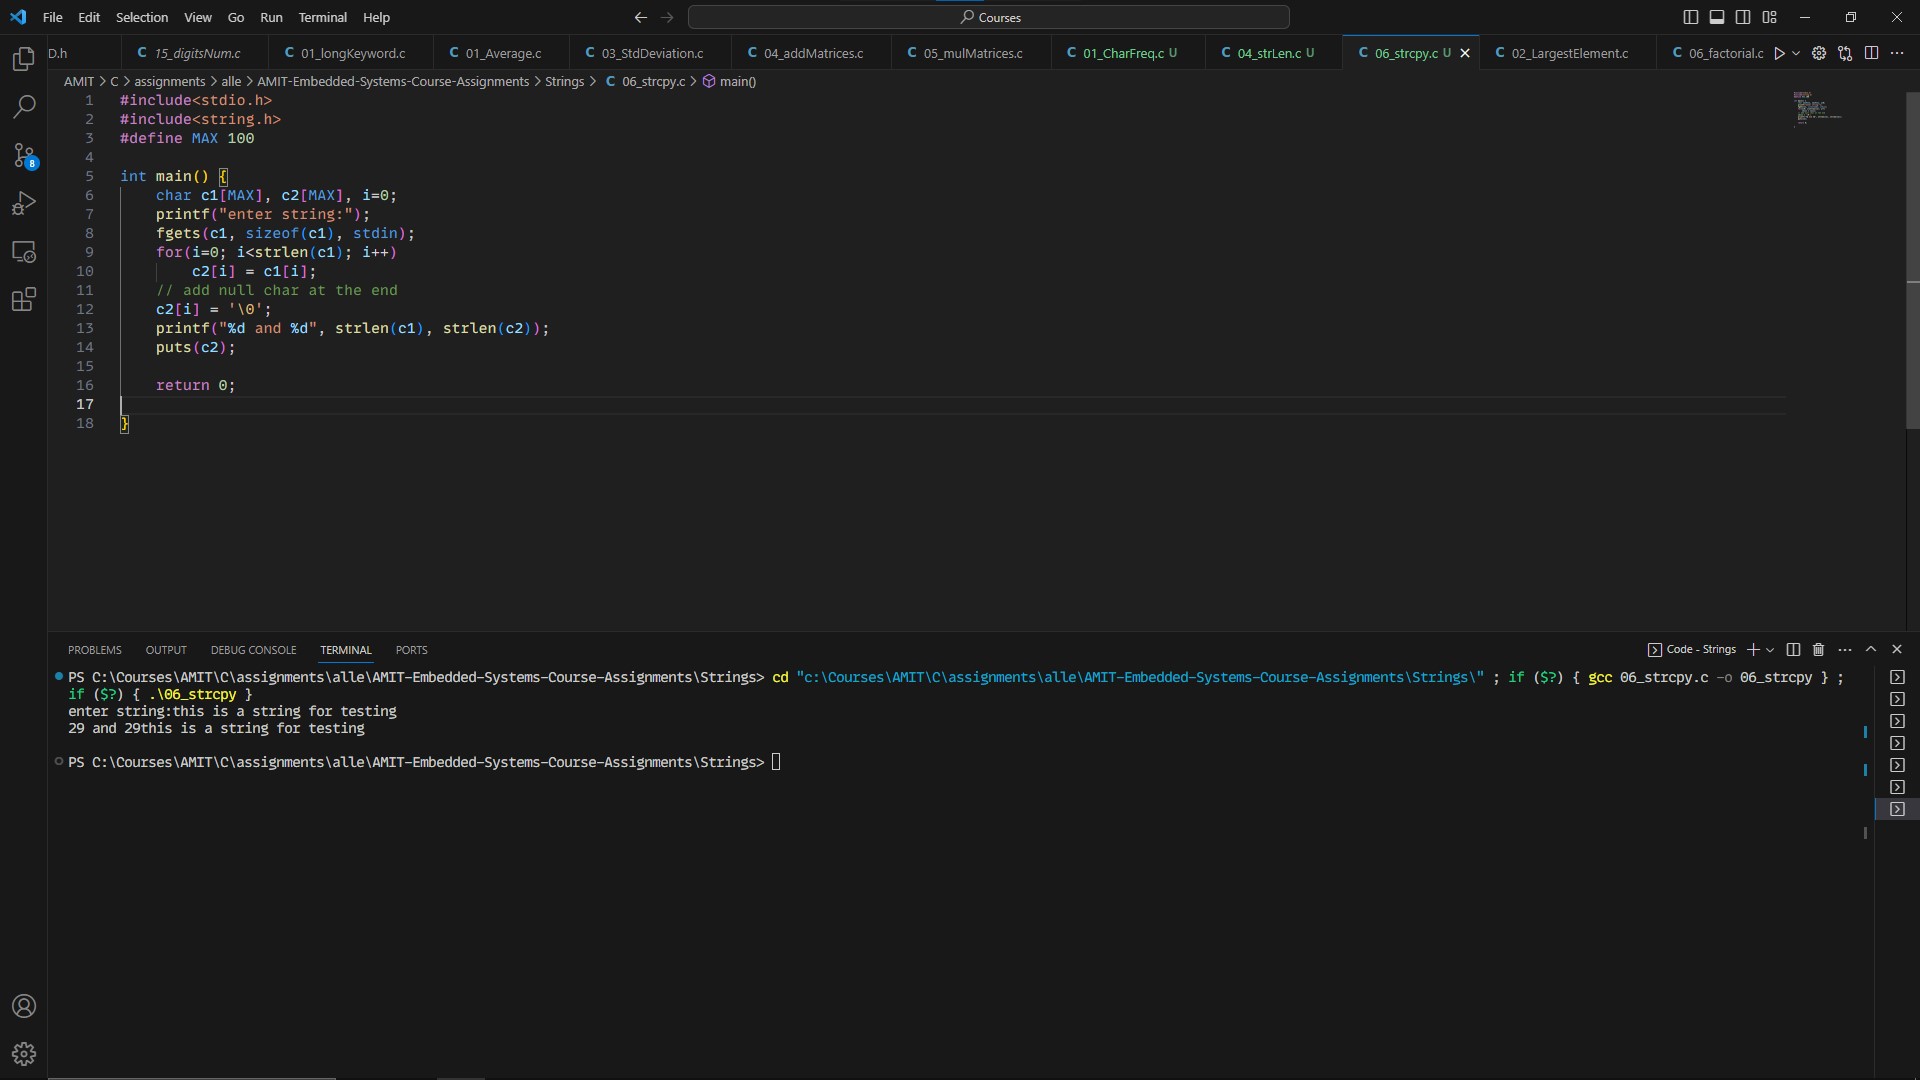 File Edit Selection View Go Run Terminal Help Courses
D.h 15_digitsNum.c 01_longKeyword.c 01_Average.c 03_StdDeviation.c 04_addMatrices.c 05_mulMatrices.c 01_CharFreq.c U 04_strLen.c U 06_strcpy.c U 02_LargestElement.c 06_factorial.c
AMIT > C > assignments > alle > AMIT-Embedded-Systems-Course-Assignments > Strings > C 06_strcpy.c > main()
1 #include<stdio.h>
2 #include<string.h>
3 #define MAX 100
4
5 int main() {
6 char c1[MAX], c2[MAX], i=0;
7 printf("enter string:");
8 fgets(c1, sizeof(c1), stdin);
9 for(i=0; i<strlen(c1); i++)
10 c2[i] = c1[i];
11 // add null char at the end
12 c2[i] = '\0';
13 printf("%d and %d", strlen(c1), strlen(c2));
14 puts(c2);
15
16 return 0;
17
18 }
8
PROBLEMS OUTPUT DEBUG CONSOLE TERMINAL PORTS Code - Strings
PS C:\Courses\AMIT\C\assignments\alle\AMIT-Embedded-Systems-Course-Assignments\Strings> cd "c:\Courses\AMIT\C\assignments\alle\AMIT-Embedded-Systems-Course-Assignments\Strings\" ; if ($?) { gcc 06_strcpy.c -o 06_strcpy } ;
if ($?) { .\06_strcpy }
enter string:this is a string for testing
29 and 29this is a string for testing
PS C:\Courses\AMIT\C\assignments\alle\AMIT-Embedded-Systems-Course-Assignments\Strings>